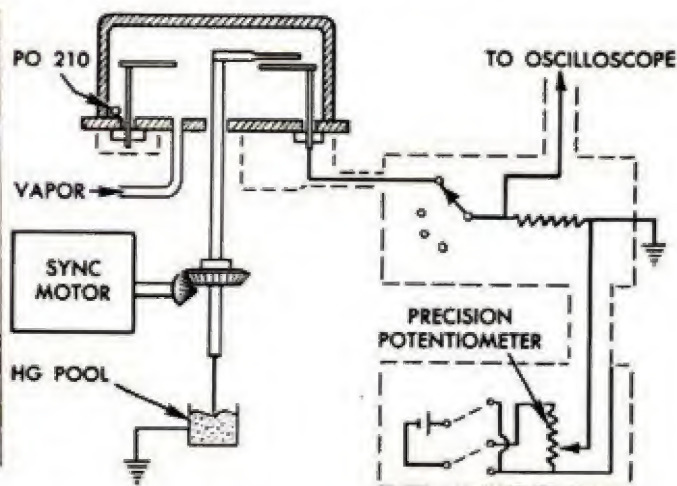 PO 210
TO OSCILLOSCOPE
VAPOR
SYNC
MOTOR
PRECISION
POTENTIOMETER
HG POOL